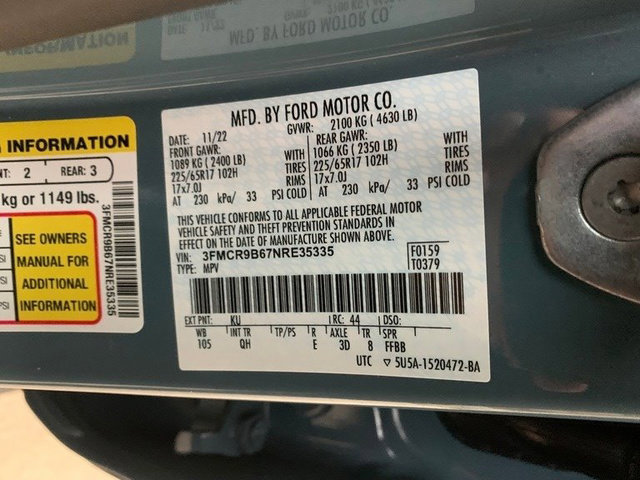 MFD. BY FORD MOTOR CO.
DATE: 11/22 GVWR: 2100 KG ( 4630 LB)
FRONT GAWR: REAR GAWR:
1089 KG ( 2400 LB) WITH 1066 KG ( 2350 LB) WITH
225/65R17 102H TIRES 225/65R17 102H TIRES
17x7.0J RIMS 17x7.0J RIMS
AT 230 kPa/ 33 PSI COLD AT 230 kPa/ 33 PSI COLD
THIS VEHICLE CONFORMS TO ALL APPLICABLE FEDERAL MOTOR
VEHICLE SAFETY AND THEFT PREVENTION STANDARDS IN
EFFECT ON THE DATE OF MANUFACTURE SHOWN ABOVE.
VIN: 3FMCR9B67NRE35335 F0159
TYPE: MPV T0379
EXT PNT: KU RC: 44 DSO:
WB INT TR TP/PS R AXLE TR SPR
105 QH E 3D 8 FFBB
UTC ▽ 5U5A-1520472-BA
INFORMATION
NT: 2 REAR: 3
kg or 1149 lbs.
SEE OWNERS
MANUAL FOR
ADDITIONAL
INFORMATION
PSI
3FMCR9B67NRE35335